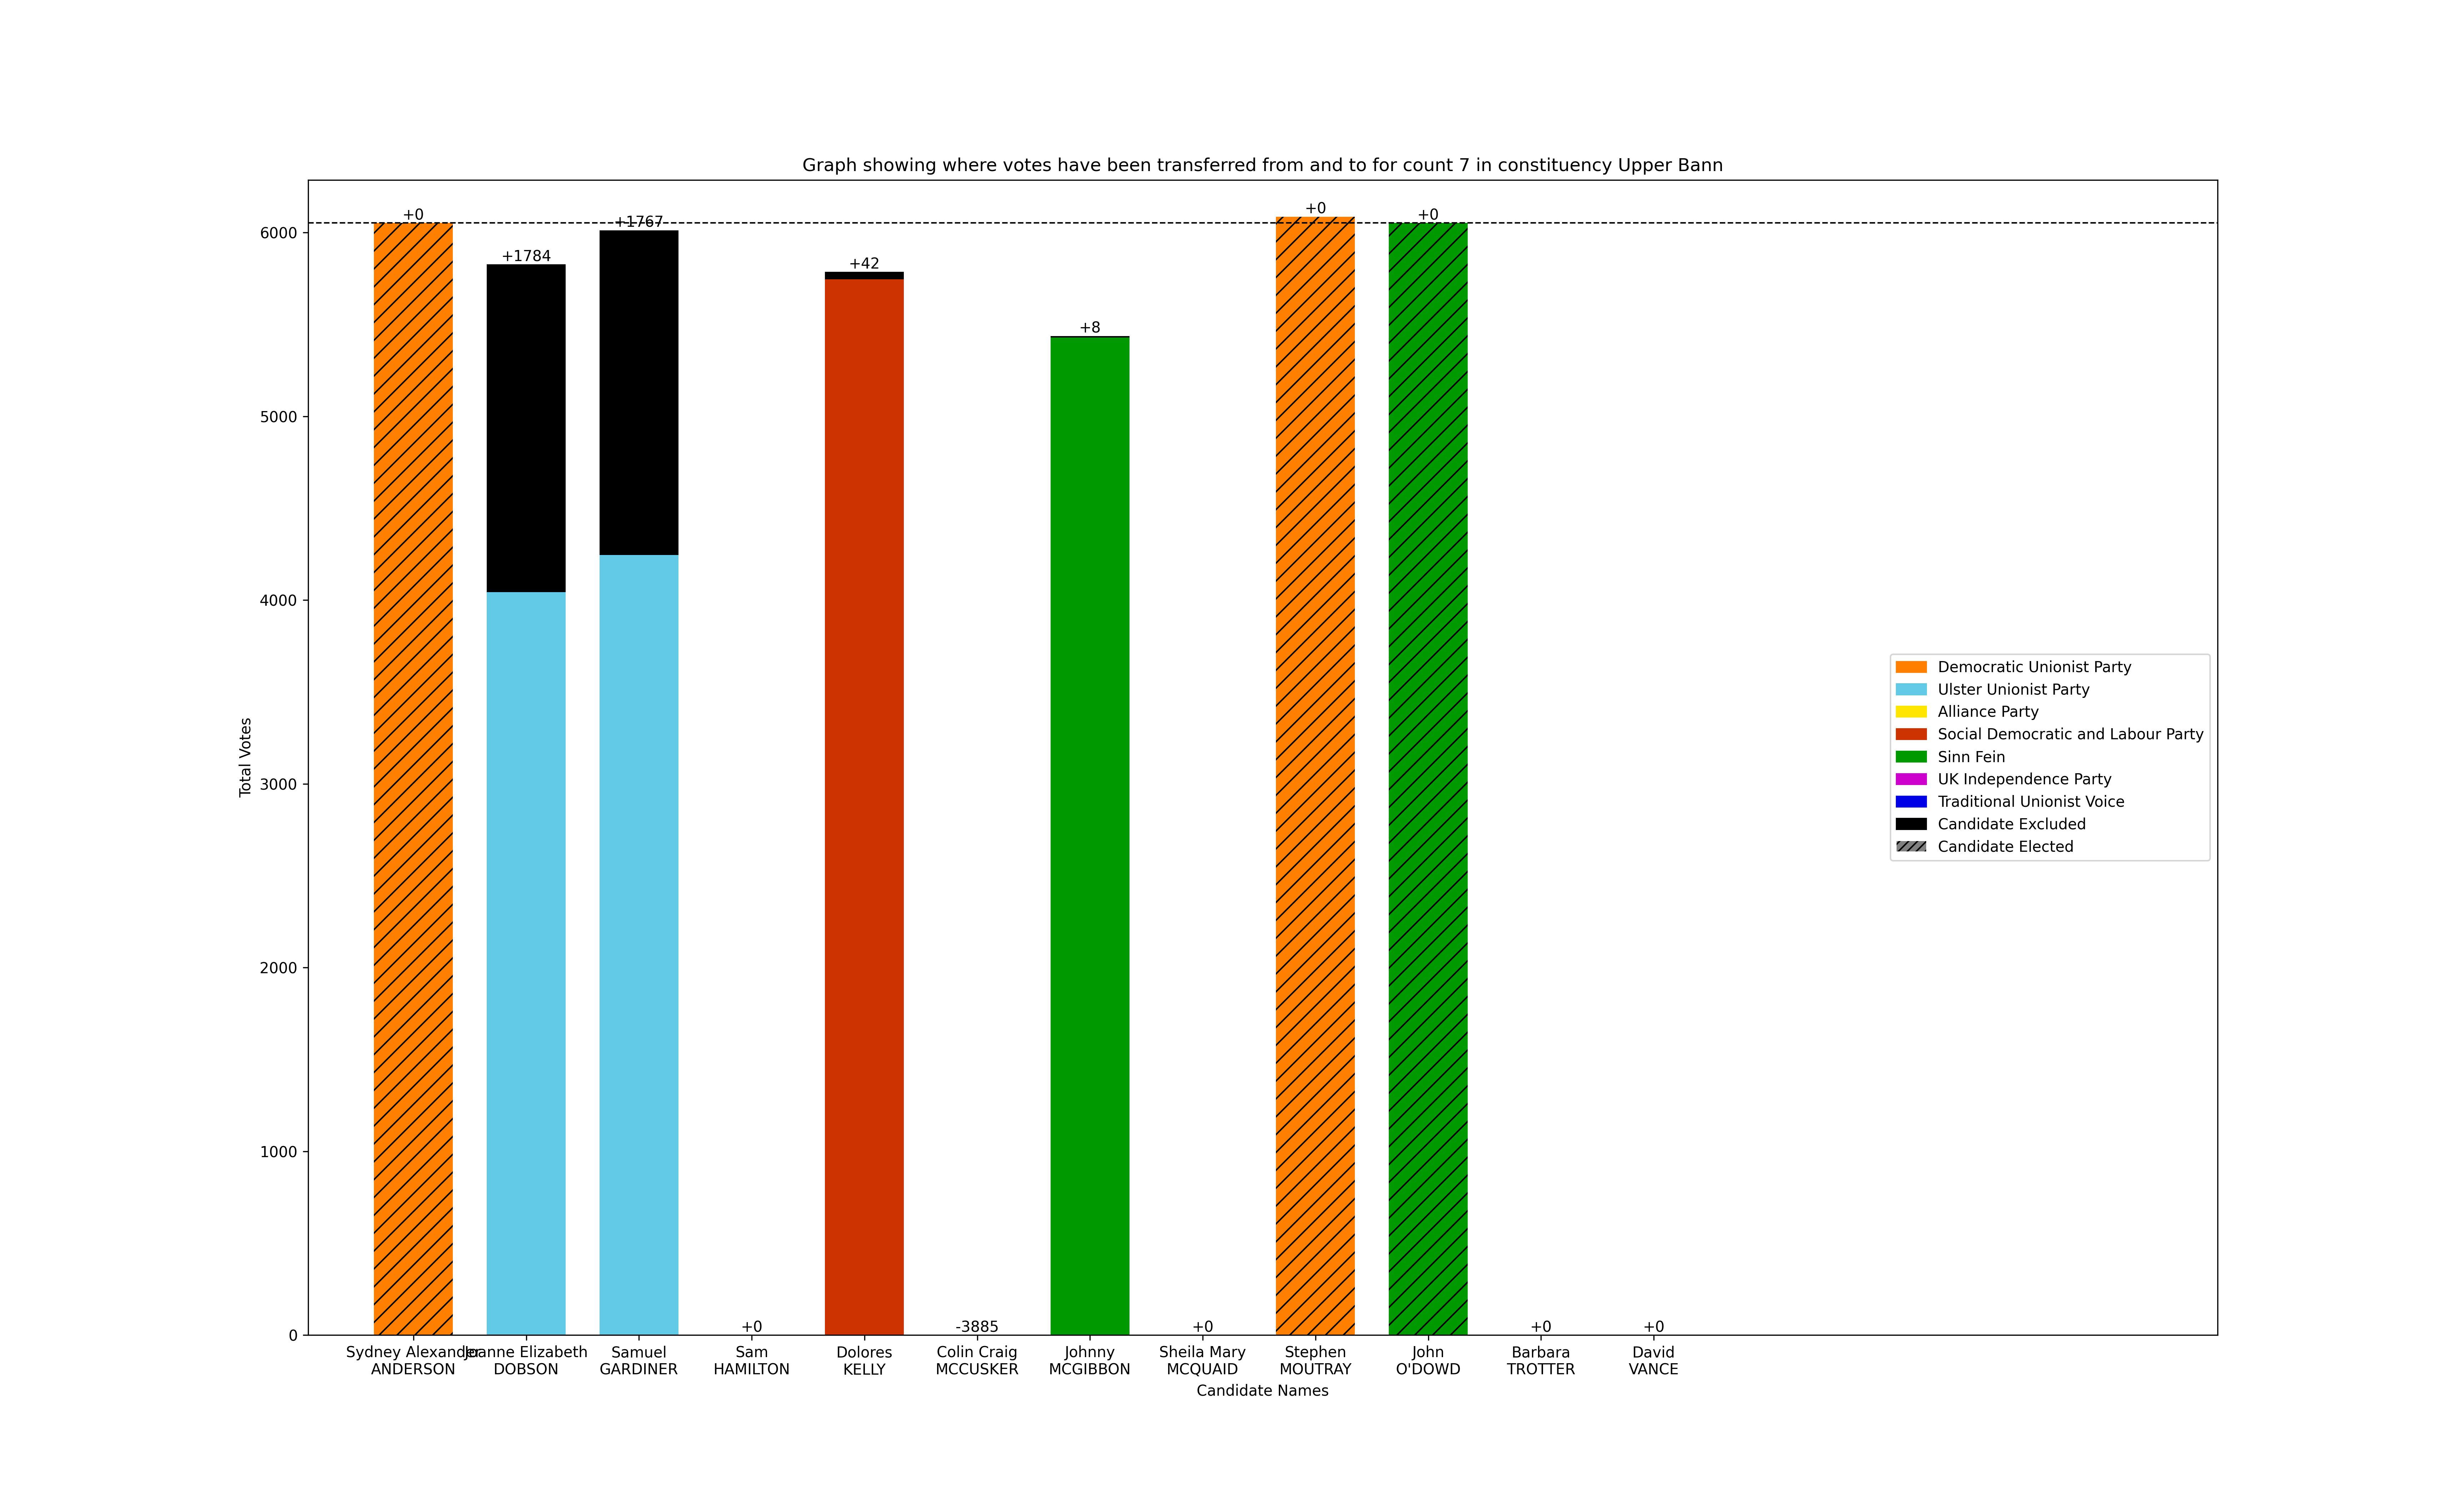 Graph showing where votes have been transferred from and to for count 7 in constituency Upper Bann
+0
+1784
+1767
+0
+42
-3885
+8
+0
+0
+0
+0
+0
6000
5000
4000
3000
2000
1000
0
Total Votes
Democratic Unionist Party
Ulster Unionist Party
Alliance Party
Social Democratic and Labour Party
Sinn Fein
UK Independence Party
Traditional Unionist Voice
Candidate Excluded
Candidate Elected
Sydney Alexander
ANDERSON
Joanne Elizabeth
DOBSON
Samuel
GARDINER
Sam
HAMILTON
Dolores
KELLY
Colin Craig
MCCUSKER
Johnny
MCGIBBON
Sheila Mary
MCQUAID
Stephen
MOUTRAY
John
O'DOWD
Barbara
TROTTER
David
VANCE
Candidate Names